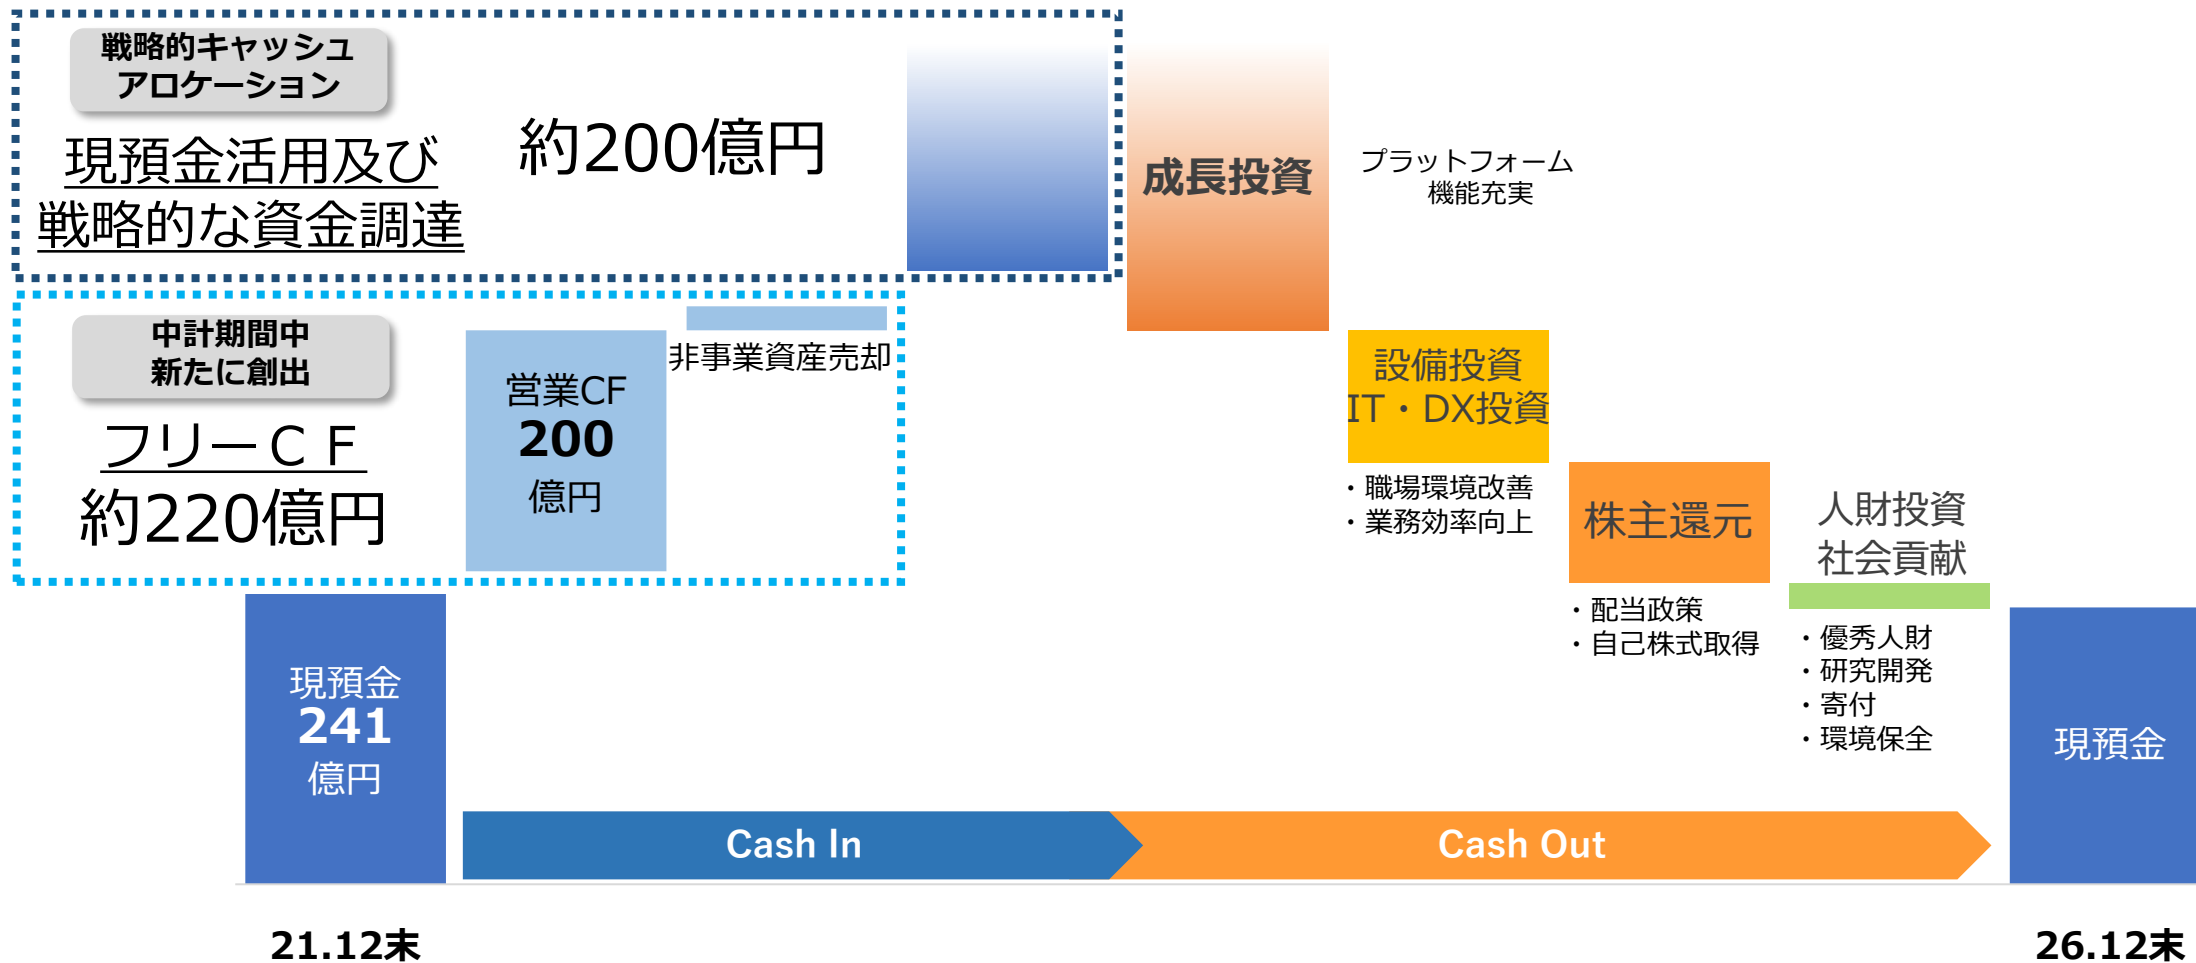 戦略的キャッシュ
アロケーション
現預金活用及び
戦略的な資金調達
約200億円
成長投資
プラットフォーム
機能充実
中計期間中
新たに創出
フリーＣＦ
約220億円
営業CF
200
億円
非事業資産売却
設備投資
IT・DX投資
・職場環境改善
・業務効率向上
株主還元
・配当政策
・自己株式取得
人財投資
社会貢献
・優秀人財
・研究開発
・寄付
・環境保全
現預金
241
億円
現預金
Cash In
Cash Out
21.12末
26.12末